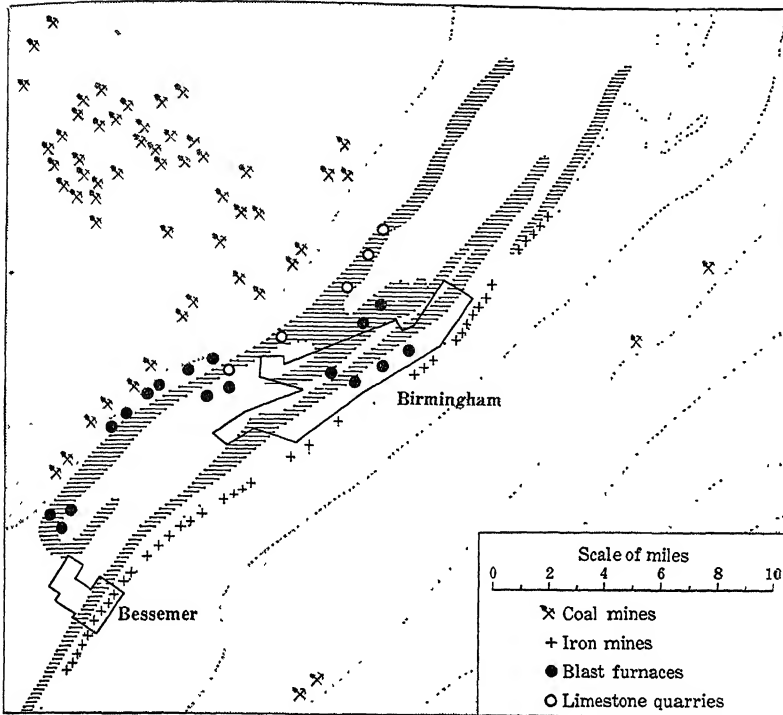 Birmingham
Bessemer
Scale of miles
0 2 4 6 8 10
Coal mines
Iron mines
Blast furnaces
Limestone quarries